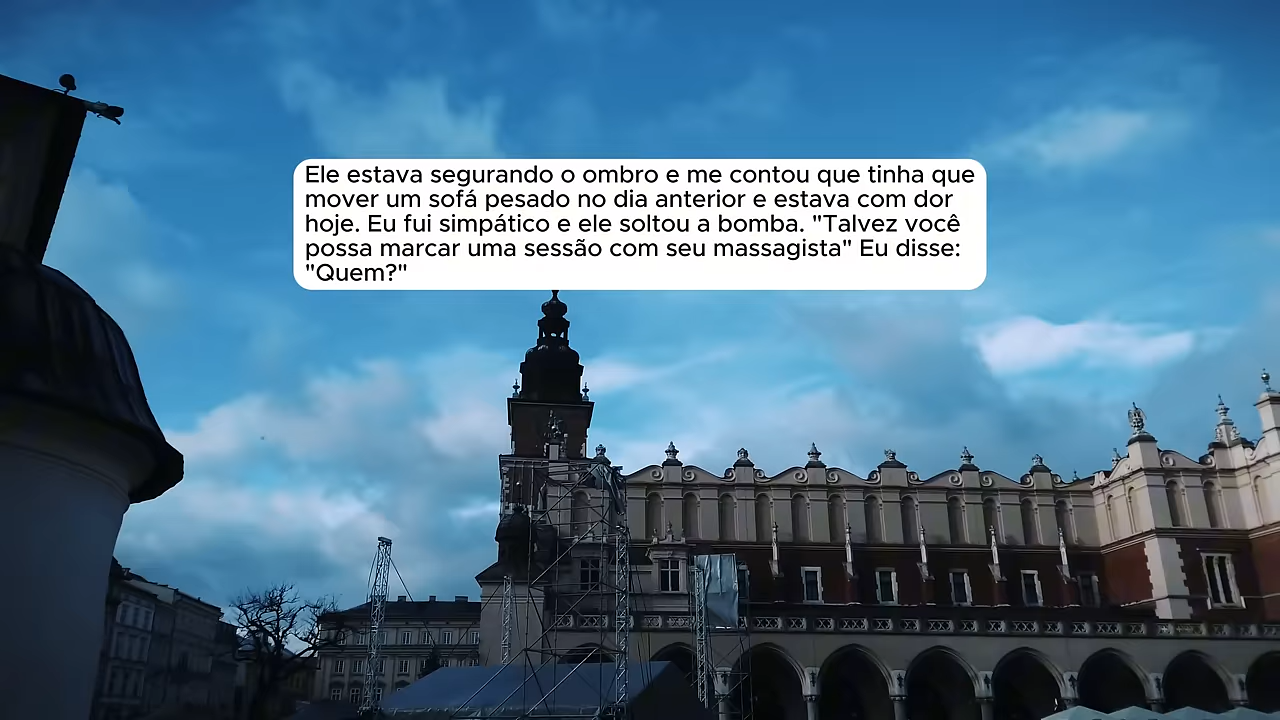 Ele estava segurando o ombro e me contou que tinha que
mover um sofá pesado no dia anterior e estava com dor
hoje. Eu fui simpático e ele soltou a bomba. "Talvez você
possa marcar uma sessão com seu massagista" Eu disse:
"Quem?"